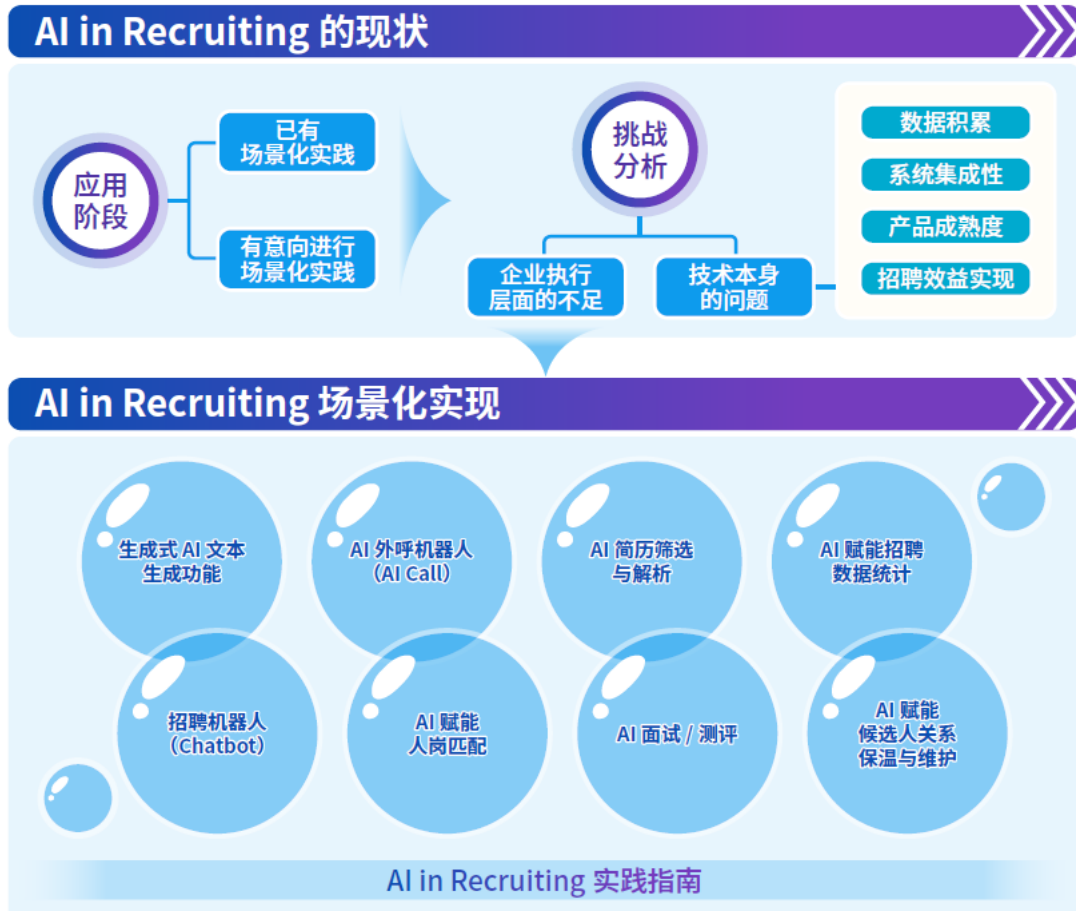 AI in Recruiting 的现状
应用
阶段
已有
场景化实践
有意向进行
场景化实践
挑战
分析
企业执行
层面的不足
技术本身
的问题
数据积累
系统集成性
产品成熟度
招聘效益实现
AI in Recruiting 场景化实现
生成式 AI 文本
生成功能
AI 外呼机器人
（AI Call）
AI 简历筛选
与解析
AI 赋能招聘
数据统计
招聘机器人
（Chatbot）
AI 赋能
人岗匹配
AI 面试 / 测评
AI 赋能
候选人关系
保温与维护
AI in Recruiting 实践指南